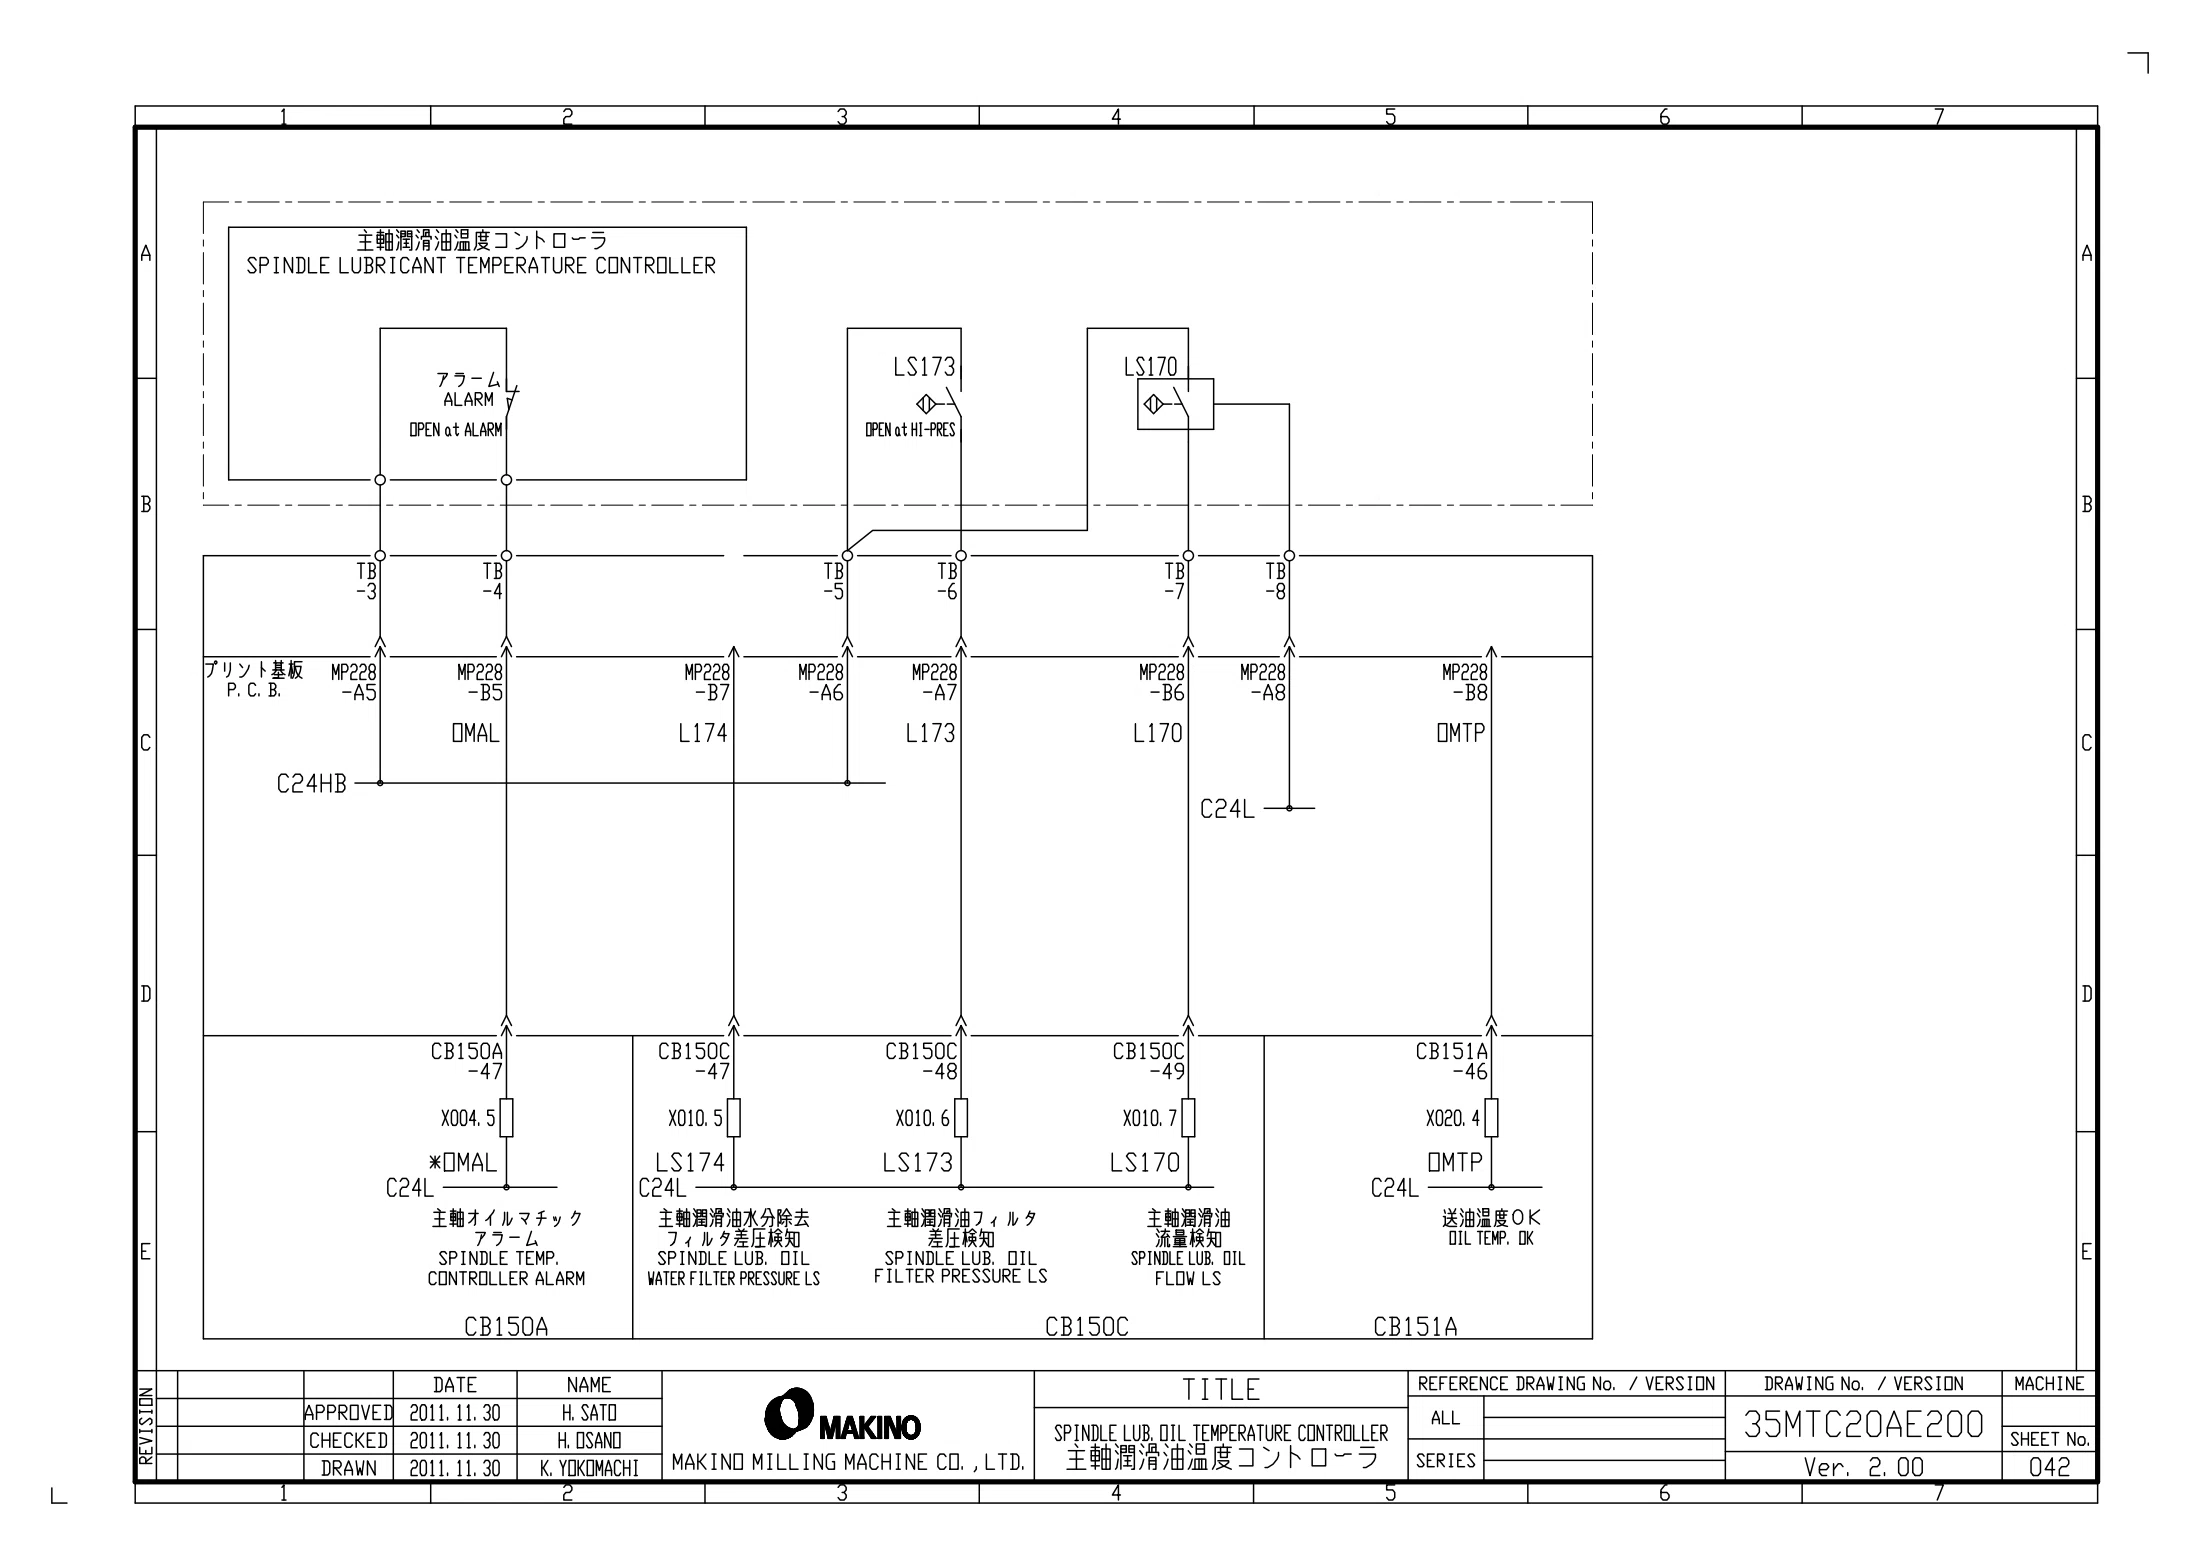 1 2 3 4 5 6 7
A A
主軸潤滑油温度コントローラ
SPINDLE LUBRICANT TEMPERATURE CONTROLLER
LS173 LS170
アラーム
ALARM
OPEN at ALARM OPEN at HI-PRES
B B
TB TB TB TB TB TB
-3 -4 -5 -6 -7 -8
プリント基板 MP228 MP228 MP228 MP228 MP228 MP228 MP228 MP228
P.C.B. -A5 -B5 -B7 -A6 -A7 -B6 -A8 -B8
OMAL L174 L173 L170 OMTP
C C
C24HB
C24L
D D
CB150A CB150C CB150C CB150C CB151A
-47 -47 -48 -49 -46
X004.5 X010.5 X010.6 X010.7 X020.4
*OMAL LS174 LS173 LS170 OMTP
C24L C24L C24L
主軸オイルマチック 主軸潤滑油水分除去 主軸潤滑油フィルタ 主軸潤滑油 送油温度OK
アラーム フィルタ差圧検知 差圧検知 流量検知 OIL TEMP. OK
E E
SPINDLE TEMP. SPINDLE LUB. OIL SPINDLE LUB. OIL SPINDLE LUB. OIL
CONTROLLER ALARM WATER FILTER PRESSURE LS FILTER PRESSURE LS FLOW LS
CB150A CB150C CB151A
REVISION
DATE NAME
APPROVED 2011.11.30 H. SATO
CHECKED 2011.11.30 H. OSANO
DRAWN 2011.11.30 K. YOKOMACHI
MAKINO
MAKINO MILLING MACHINE CO.,LTD.
TITLE
SPINDLE LUB. OIL TEMPERATURE CONTROLLER
主軸潤滑油温度コントローラ
REFERENCE DRAWING No. / VERSION
ALL
SERIES
DRAWING No. / VERSION
35MTC20AE200
Ver. 2.00
MACHINE
SHEET No.
042
1 2 3 4 5 6 7